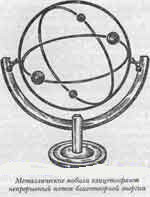 Металлические мобили олицетворяют
непрерывный поток благотворной энергии